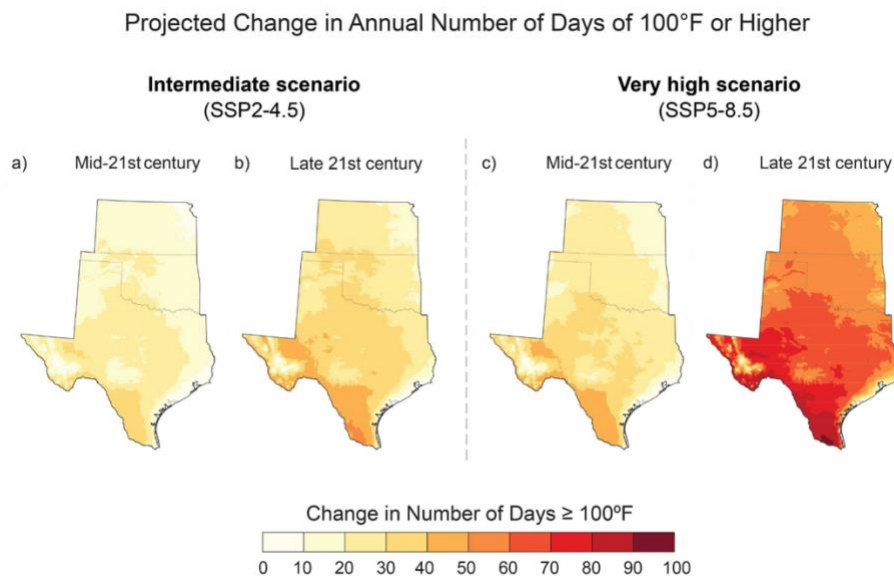 Projected Change in Annual Number of Days of 100°F or Higher
Intermediate scenario
(SSP2-4.5)
Very high scenario
(SSP5-8.5)
a) Mid-21st century
b) Late 21st century
c) Mid-21st century
d) Late 21st century
Change in Number of Days ≥ 100ºF
0 10 20 30 40 50 60 70 80 90 100